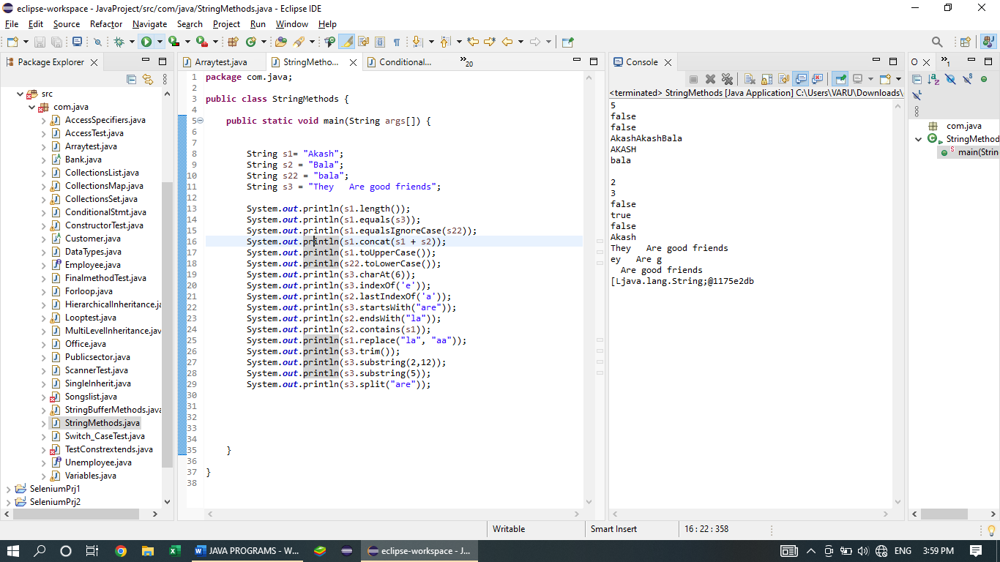 eclipse-workspace - JavaProject/src/com/java/StringMethods.java - Eclipse IDE
File Edit Source Refactor Navigate Search Project Run Window Help
Package Explorer
src
com.java
AccessSpecifiers.java
AccessTest.java
Arraytest.java
Bank.java
CollectionsList.java
CollectionsMap.java
CollectionsSet.java
ConditionalStmt.java
ConstructorTest.java
Customer.java
DataTypes.java
Employee.java
FinalmethodTest.java
Forloop.java
HierarchicalInheritance.ja
Looptest.java
MultiLevelInheritance.jav
Office.java
Publicsector.java
ScannerTest.java
SingleInherit.java
Songslist.java
StringBufferMethods.java
StringMethods.java
Switch_CaseTest.java
TestConstrextends.java
Unemployee.java
Variables.java
SeleniumPrj1
SeleniumPrj2
Arraytest.java StringMetho... Conditional... »20
1 package com.java;
2
3 public class StringMethods {
4
5 public static void main(String args[]) {
6
7
8 String s1= "Akash";
9 String s2 = "Bala";
10 String s22 = "bala";
11 String s3 = "They   Are good friends";
12
13 System.out.println(s1.length());
14 System.out.println(s1.equals(s3));
15 System.out.println(s1.equalsIgnoreCase(s22));
16 System.out.println(s1.concat(s1 + s2));
17 System.out.println(s1.toUpperCase());
18 System.out.println(s22.toLowerCase());
19 System.out.println(s3.charAt(6));
20 System.out.println(s3.indexOf('e'));
21 System.out.println(s2.lastIndexOf('a'));
22 System.out.println(s3.startsWith("are"));
23 System.out.println(s2.endsWith("la"));
24 System.out.println(s2.contains(s1));
25 System.out.println(s1.replace("la", "aa"));
26 System.out.println(s3.trim());
27 System.out.println(s3.substring(2,12));
28 System.out.println(s3.substring(5));
29 System.out.println(s3.split("are"));
30
31
32
33
34
35 }
36
37 }
38
Console
<terminated> StringMethods [Java Application] C:\Users\VARU\Downloads\
5
false
false
AkashAkashBala
AKASH
bala
2
3
false
true
false
Akash
They   Are good friends
ey   Are g
  Are good friends
[Ljava.lang.String;@1175e2db
O »1
com.java
StringMethod
main(Strin
Writable Smart Insert 16 : 22 : 358
JAVA PROGRAMS - W... eclipse-workspace - J... ENG 3:59 PM